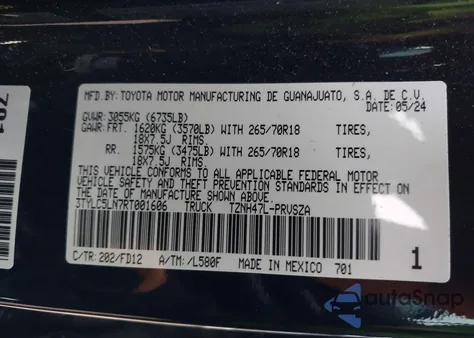 701
MFD.BY:TOYOTA MOTOR MANUFACTURING DE GUANAJUATO, S.A. DE C.V.
DATE:05/24
GVWR:3055KG (6735LB)
GAWR:FRT. 1620KG (3570LB) WITH 265/70R18 TIRES,
18X7.5J RIMS.
RR. 1575KG (3475LB) WITH 265/70R18 TIRES,
18X7.5J RIMS.
THIS VEHICLE CONFORMS TO ALL APPLICABLE FEDERAL MOTOR
VEHICLE SAFETY AND THEFT PREVENTION STANDARDS IN EFFECT ON
THE DATE OF MANUFACTURE SHOWN ABOVE.
3TYLC5LN7RT001606 TRUCK TZNH47L-PRVSZA
C/TR:202/FD12 A/TM:/L580F MADE IN MEXICO 701 1
autoSnap